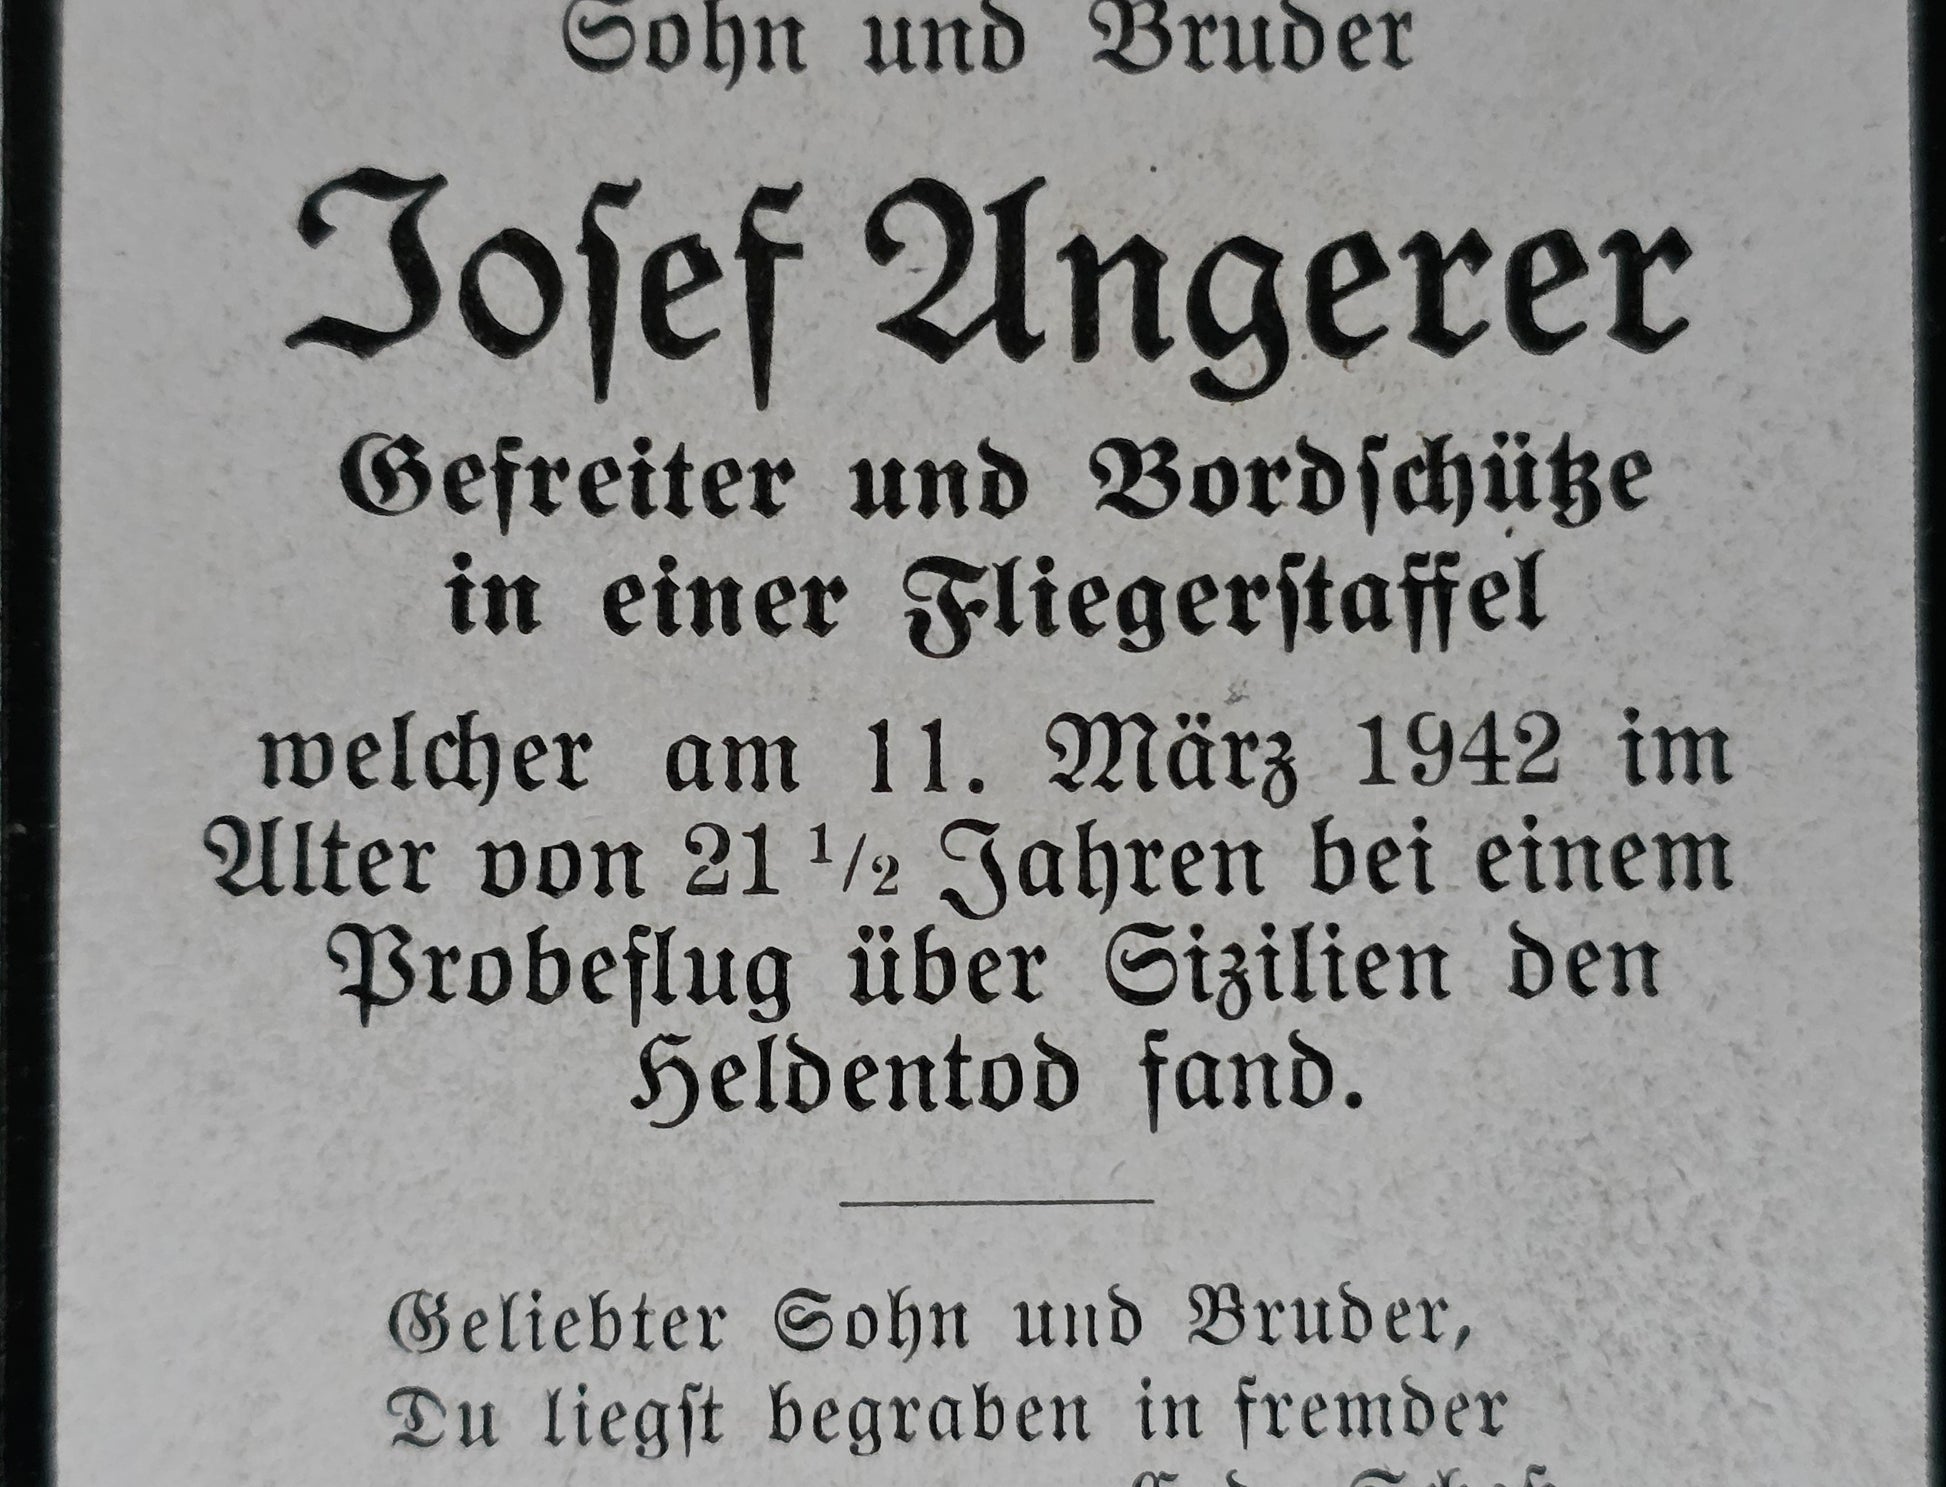 Sohn und Bruder
Josef Angerer
Gefreiter und Bordschütze
in einer Fliegerstaffel
welcher am 11. März 1942 im
Alter von 21 1/2 Jahren bei einem
Probeflug über Sizilien den
Heldentod fand.
Geliebter Sohn und Bruder,
Du liegst begraben in fremder